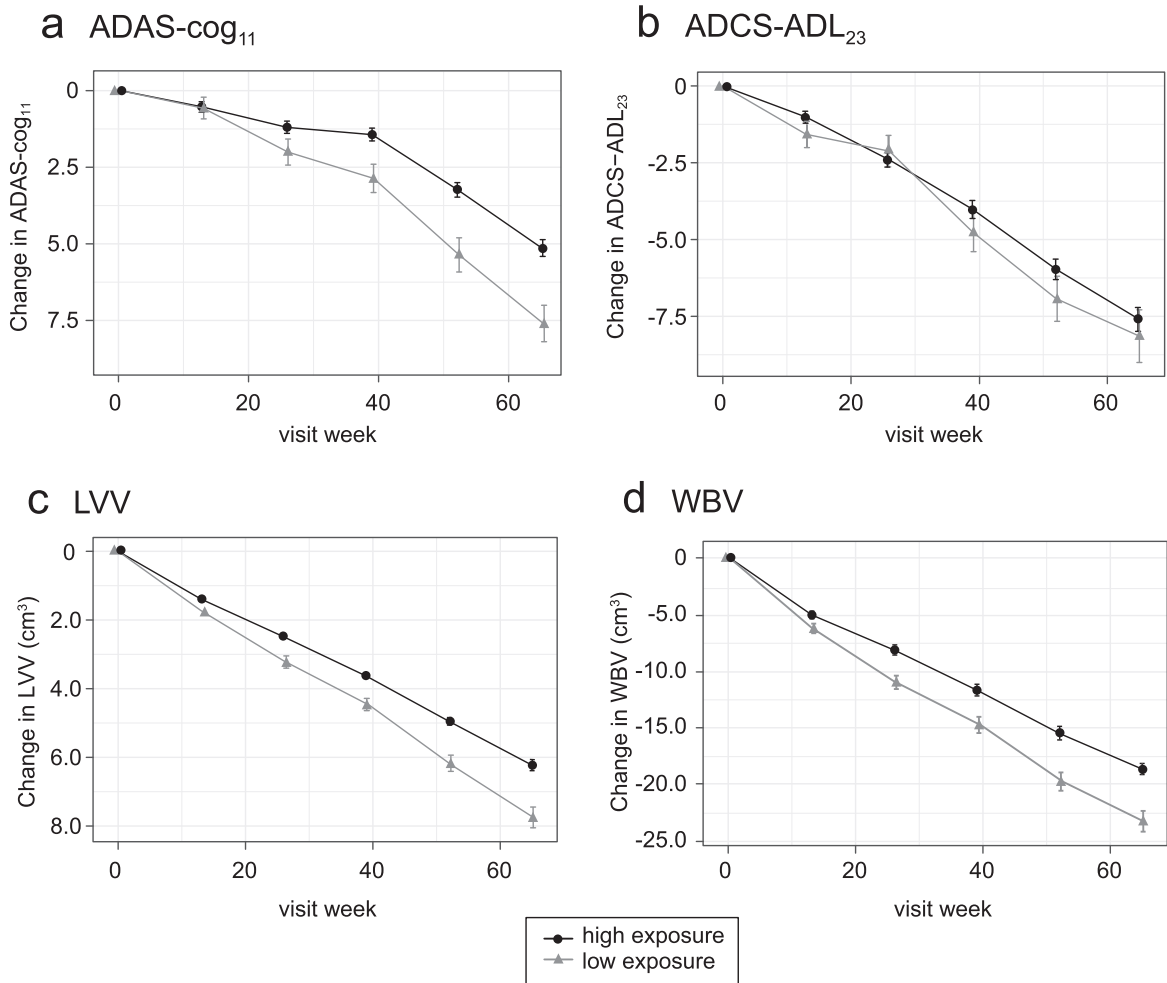 a ADAS-cog₁₁
Change in ADAS-cog₁₁
0
2.5
5.0
7.5
0 20 40 60
visit week
b ADCS-ADL₂₃
Change in ADCS−ADL₂₃
0
-2.5
-5.0
-7.5
0 20 40 60
visit week
c LVV
Change in LVV (cm³)
0
2.0
4.0
6.0
8.0
0 20 40 60
visit week
d WBV
Change in WBV (cm³)
0
-5.0
-10.0
-15.0
-20.0
-25.0
0 20 40 60
visit week
high exposure
low exposure